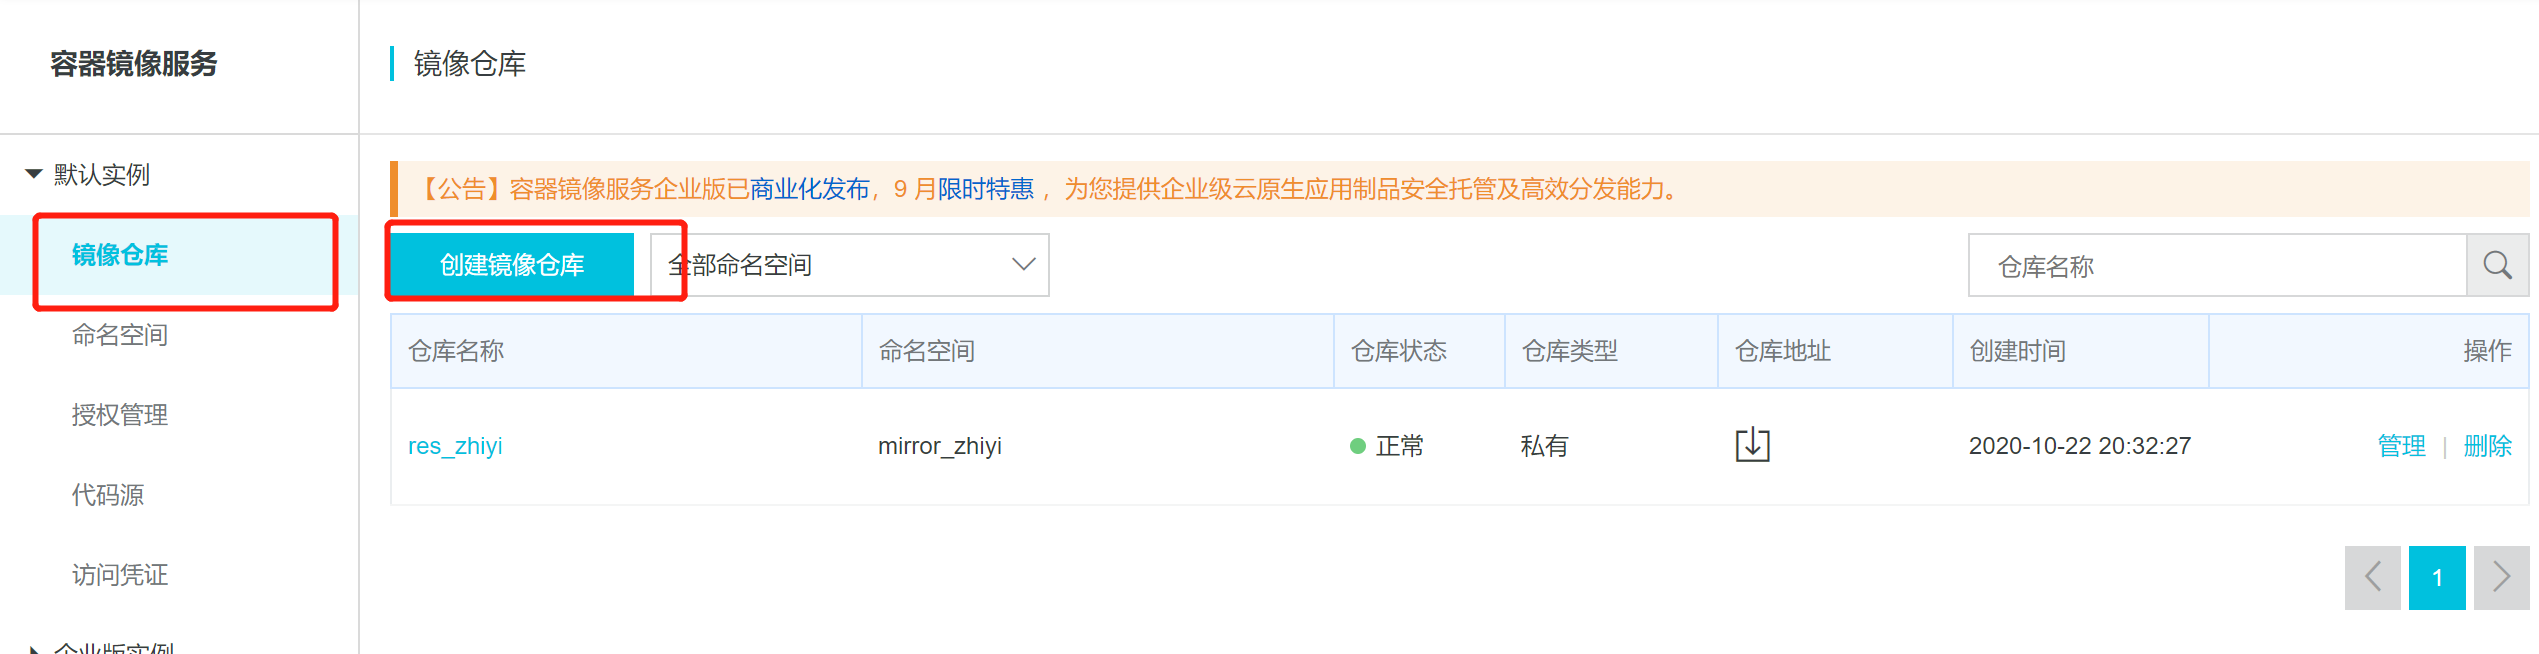 容器镜像服务
镜像仓库
默认实例
镜像仓库
命名空间
授权管理
代码源
访问凭证
企业版实例
【公告】容器镜像服务企业版已商业化发布，9 月限时特惠 ，为您提供企业级云原生应用制品安全托管及高效分发能力。
创建镜像仓库 全部命名空间 仓库名称
仓库名称 命名空间 仓库状态 仓库类型 仓库地址 创建时间 操作
res_zhiyi mirror_zhiyi 正常 私有 2020-10-22 20:32:27 管理 | 删除
1